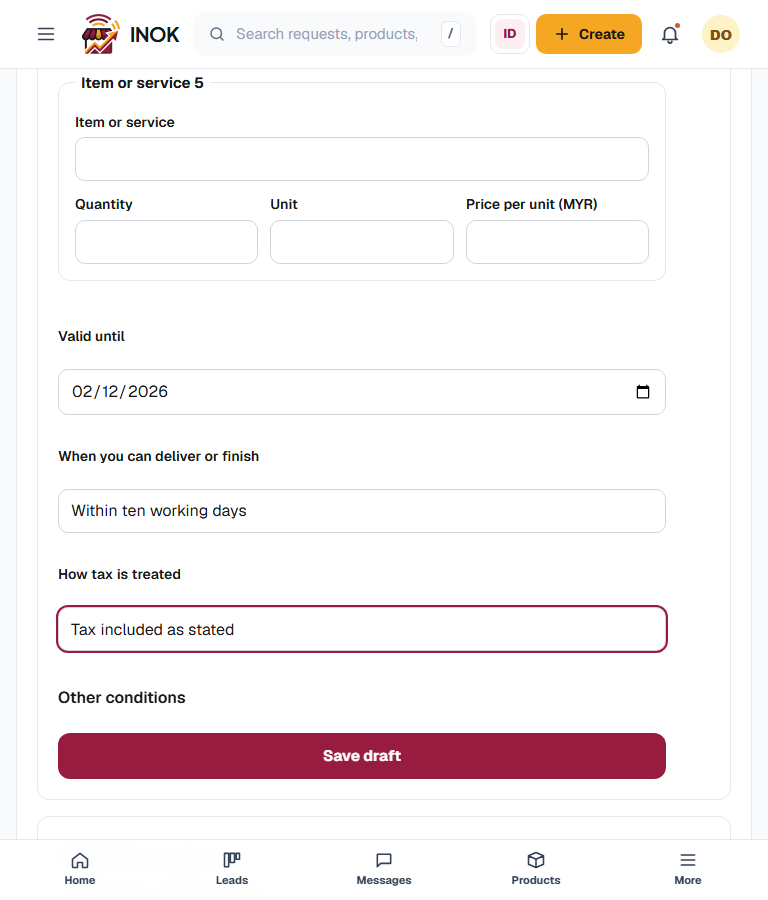 INOK
Search requests, products,
/
ID
Create
DO
Item or service 5
Item or service
Quantity
Unit
Price per unit (MYR)
Valid until
02/12/2026
When you can deliver or finish
Within ten working days
How tax is treated
Tax included as stated
Other conditions
Save draft
Home
Leads
Messages
Products
More